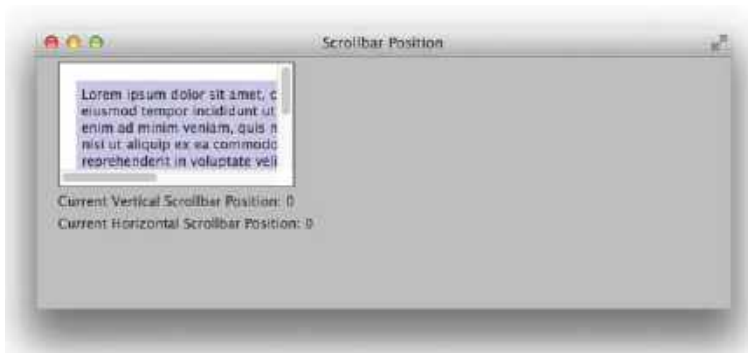 Scrollbar Position
Lorem ipsum dolor sit amet, c
eiusmod tempor incididunt ut
enim ad minim veniam, quis n
nisi ut aliquip ex ea commodo
reprehenderit in voluptate veli
Current Vertical Scrollbar Position: 0
Current Horizontal Scrollbar Position: 0